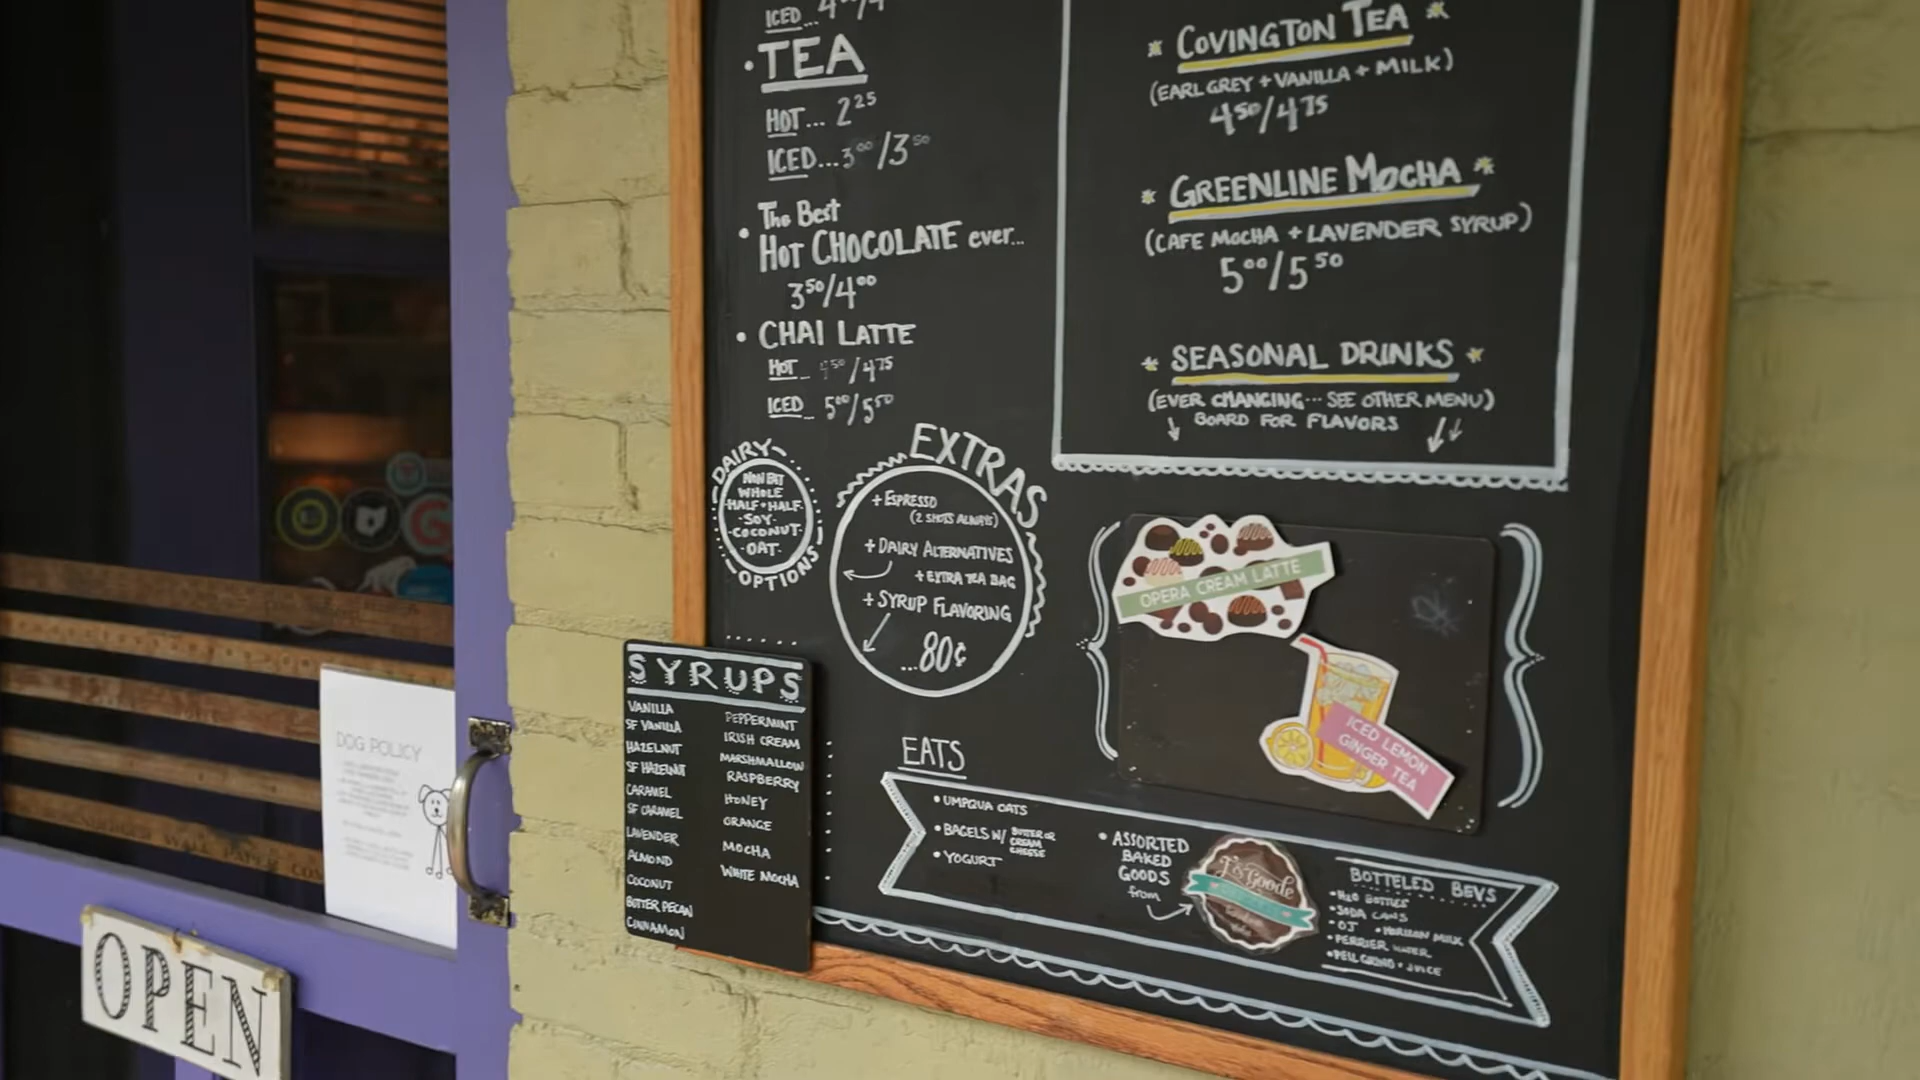 ICED...
• TEA
HOT... 2 25
ICED...3 00/3 50
• The Best
HOT CHOCOLATE ever...
3 50/4 00
• CHAI LATTE
HOT... 4 50/4 75
ICED... 5 00/5 50
* COVINGTON TEA *
(EARL GREY + VANILLA + MILK)
4 50/4 75
* GREENLINE MOCHA *
(CAFE MOCHA + LAVENDER SYRUP)
5 00/5 50
* SEASONAL DRINKS *
(EVER CHANGING... SEE OTHER MENU)
BOARD FOR FLAVORS
DAIRY
NON FAT
WHOLE
HALF + HALF
·SOY·
·COCONUT·
·OAT·
OPTIONS
EXTRAS
+ ESPRESSO
(2 SHOTS ALWAYS)
+ DAIRY ALTERNATIVES
+ EXTRA TEA BAG
+ SYRUP FLAVORING
...80¢
OPERA CREAM LATTE
ICED LEMON
GINGER TEA
SYRUPS
VANILLA
SF VANILLA
HAZELNUT
SF HAZELNUT
CARAMEL
SF CARAMEL
LAVENDER
ALMOND
COCONUT
BUTTER PECAN
CINNAMON
PEPPERMINT
IRISH CREAM
MARSHMALLOW
RASPBERRY
HONEY
ORANGE
MOCHA
WHITE MOCHA
EATS
• UMPQUA OATS
• BAGELS W/ BUTTER OR
CREAM
CHEESE
• YOGURT
• ASSORTED
BAKED
GOODS
from
BOTTLED BEVS
• H2O BOTTLES
• SODA CANS
• OJ • HORIZON MILK
• PERRIER WATER
• PELLGRINO + JUICE
DOG POLICY
OPEN